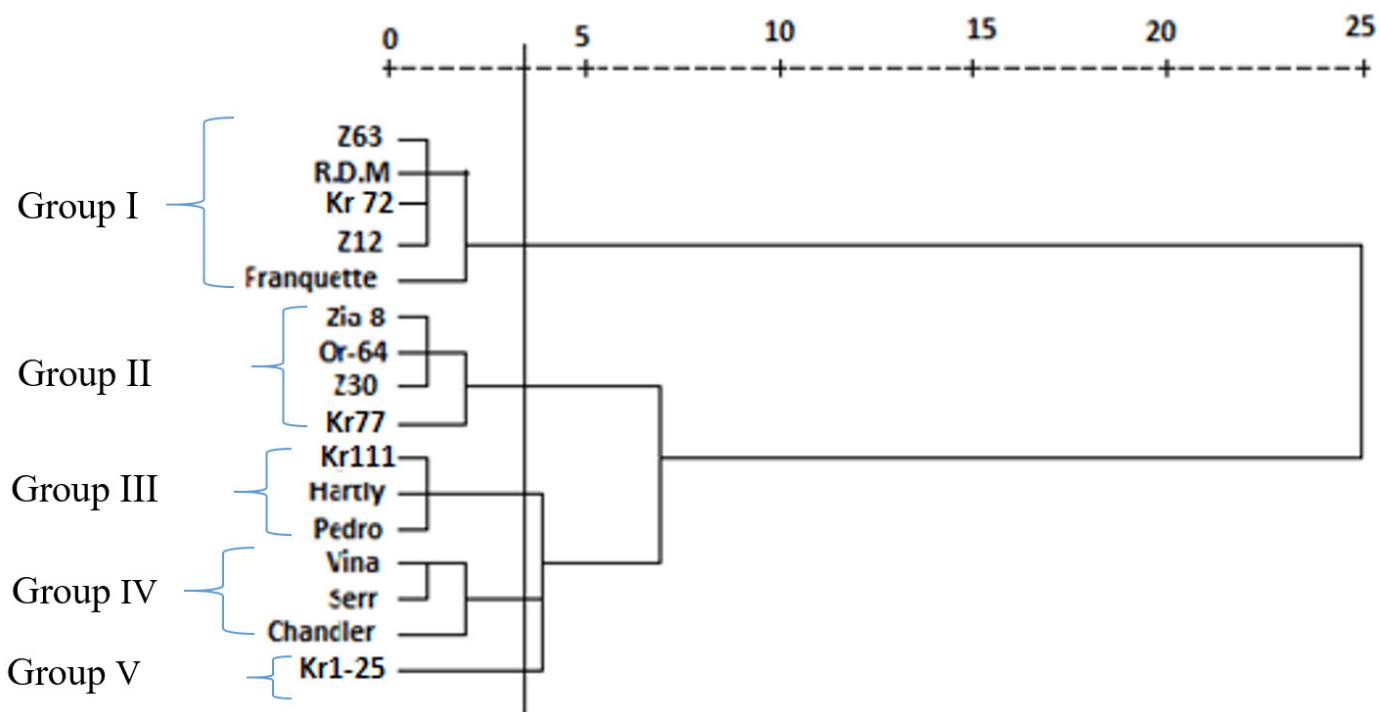 0 5 10 15 20 25
Z63
R.D.M
Group I
Kr 72
Z12
Franquette
Zia 8
Or-64
Group II
Z30
Kr77
Kr111
Group III
Hartly
Pedro
Vina
Group IV
Serr
Chandler
Group V
Kr1-25